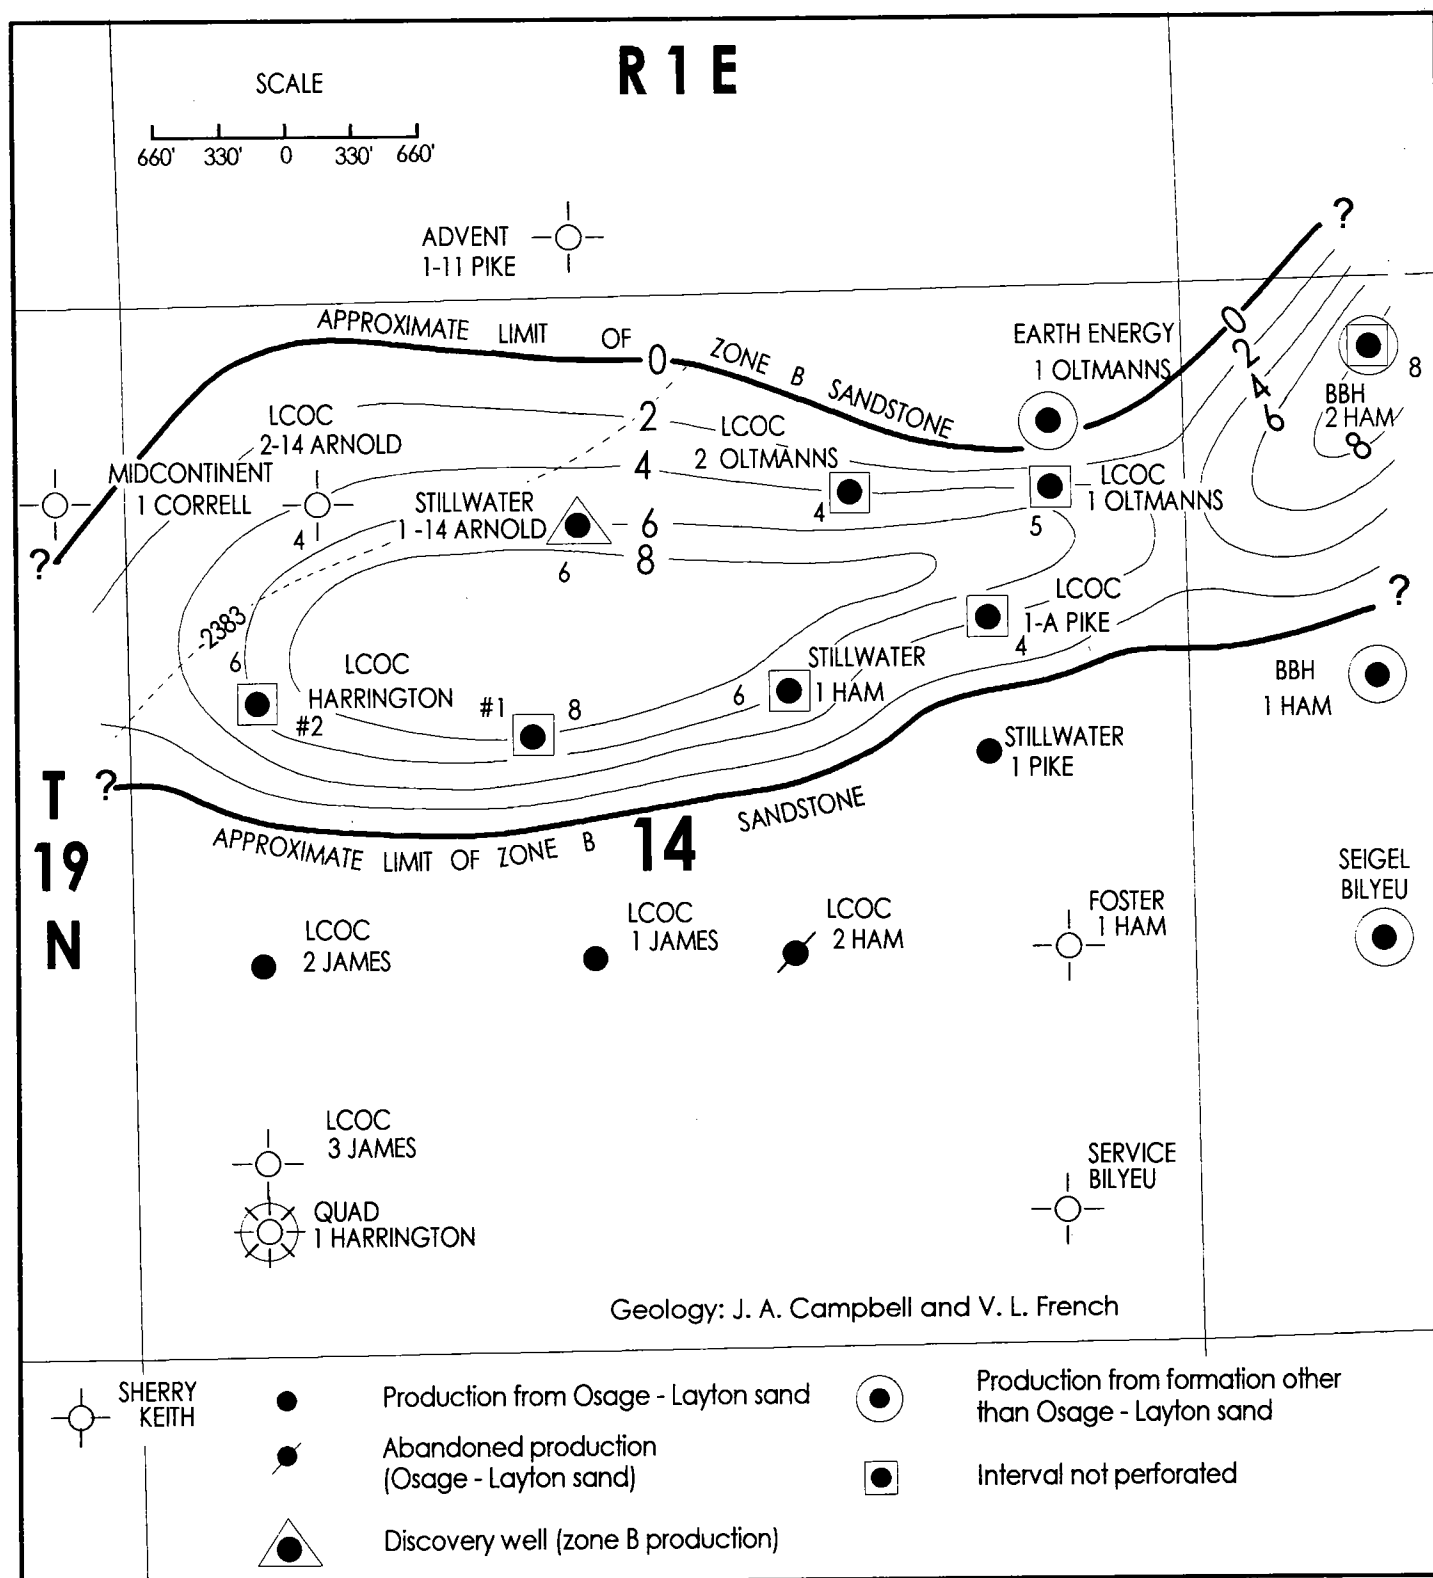 R 1 E
SCALE
660' 330' 0 330' 660'
ADVENT
1-11 PIKE
?
APPROXIMATE LIMIT OF 0 ZONE B SANDSTONE
EARTH ENERGY
1 OLTMANNS
0
2
4
6
8
8
BBH
2 HAM
LCOC
2-14 ARNOLD
2
LCOC
2 OLTMANNS
4
MIDCONTINENT
1 CORRELL
4
STILLWATER
1-14 ARNOLD
6
6
8
4
LCOC
1 OLTMANNS
5
?
-2383
6
LCOC
HARRINGTON
#2
#1
8
6
STILLWATER
1 HAM
LCOC
1-A PIKE
4
?
BBH
1 HAM
STILLWATER
1 PIKE
?
APPROXIMATE LIMIT OF ZONE B SANDSTONE
T
19
N
14
SEIGEL
BILYEU
LCOC
2 JAMES
LCOC
1 JAMES
LCOC
2 HAM
FOSTER
1 HAM
LCOC
3 JAMES
QUAD
1 HARRINGTON
SERVICE
BILYEU
Geology: J. A. Campbell and V. L. French
SHERRY
KEITH
Production from Osage - Layton sand
Abandoned production
(Osage - Layton sand)
Discovery well (zone B production)
Production from formation other
than Osage - Layton sand
Interval not perforated